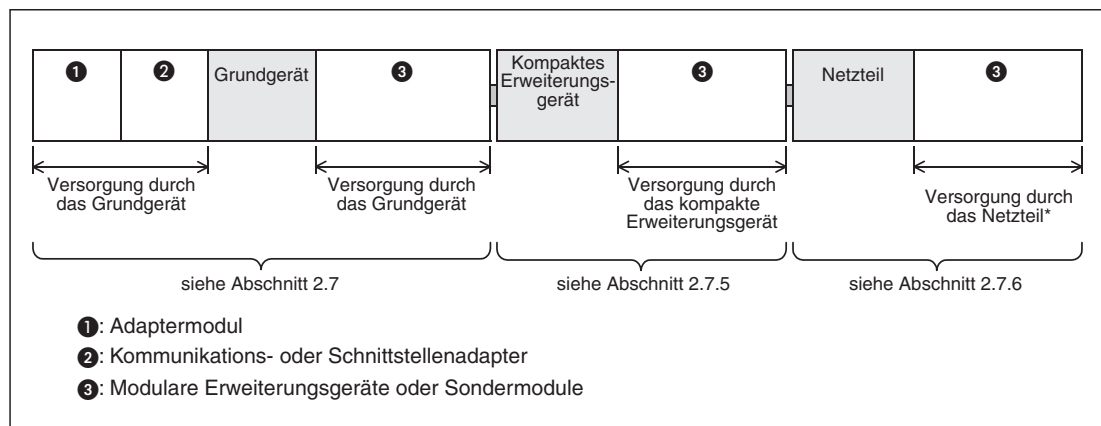 ❶
❷
Grundgerät
❸
Kompaktes
Erweiterungs-
gerät
❸
Netzteil
❸
Versorgung durch
das Grundgerät
Versorgung durch
das Grundgerät
Versorgung durch
das kompakte
Erweiterungsgerät
Versorgung durch
das Netzteil*
siehe Abschnitt 2.7
siehe Abschnitt 2.7.5
siehe Abschnitt 2.7.6
❶: Adaptermodul
❷: Kommunikations- oder Schnittstellenadapter
❸: Modulare Erweiterungsgeräte oder Sondermodule